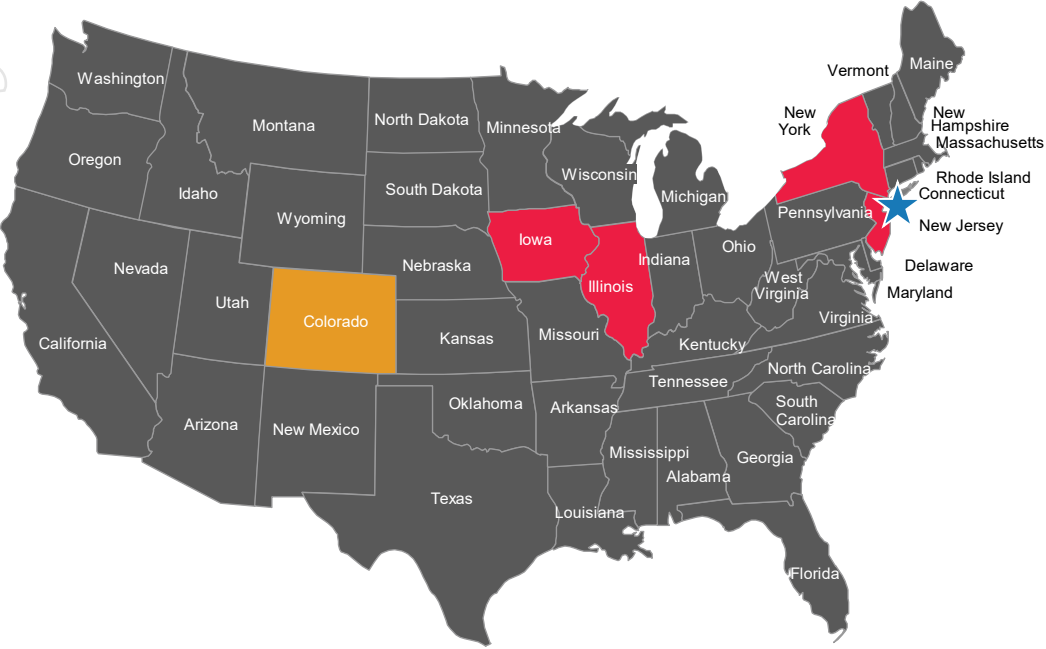 Maine
Vermont
Washington
New
York
New
Hampshire
Montana
North Dakota
Minnesota
Massachusetts
Oregon
Wisconsin
Rhode Island
Idaho
South Dakota
Michigan
Connecticut
Wyoming
Pennsylvania
New Jersey
Iowa
Ohio
Nevada
Nebraska
Indiana
Delaware
Utah
Illinois
West
Virginia
Maryland
Colorado
Virginia
California
Kansas
Missouri
Kentucky
North Carolina
Tennessee
Oklahoma
Arkansas
South
Carolina
Arizona
New Mexico
Mississippi
Georgia
Alabama
Texas
Louisiana
Florida